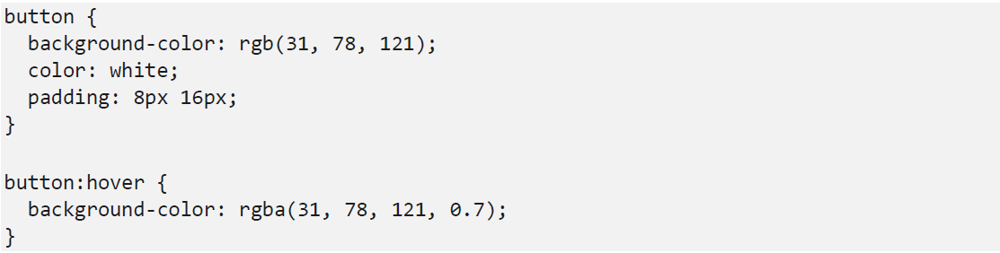 button {
  background-color: rgb(31, 78, 121);
  color: white;
  padding: 8px 16px;
}

button:hover {
  background-color: rgba(31, 78, 121, 0.7);
}